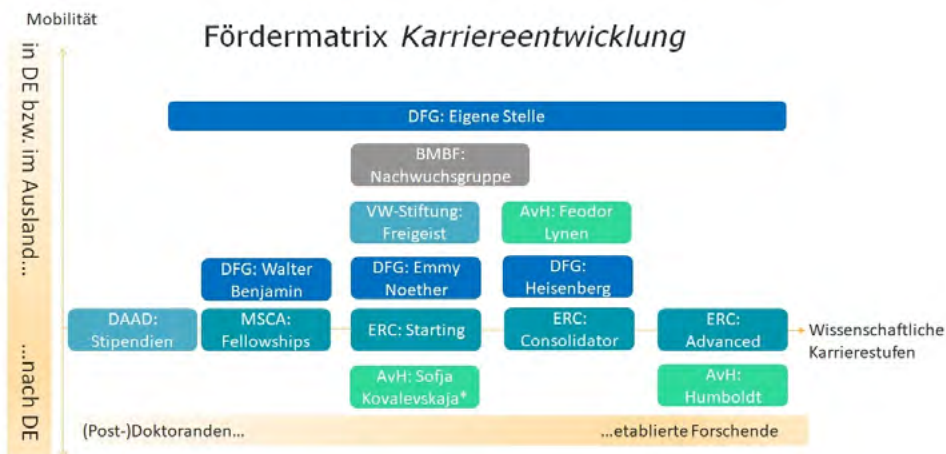 Mobilität
Fördermatrix Karriereentwicklung
in DE bzw. im Ausland...
DFG: Eigene Stelle
BMBF:
Nachwuchsgruppe
VW-Stiftung:
Freigeist
AvH: Feodor
Lynen
DFG: Walter
Benjamin
DFG: Emmy
Noether
DFG:
Heisenberg
DAAD:
Stipendien
MSCA:
Fellowships
ERC: Starting
ERC:
Consolidator
ERC:
Advanced
Wissenschaftliche
Karrierestufen
...nach DE
AvH: Sofja
Kovalevskaja*
AvH:
Humboldt
(Post-)Doktoranden...
...etablierte Forschende